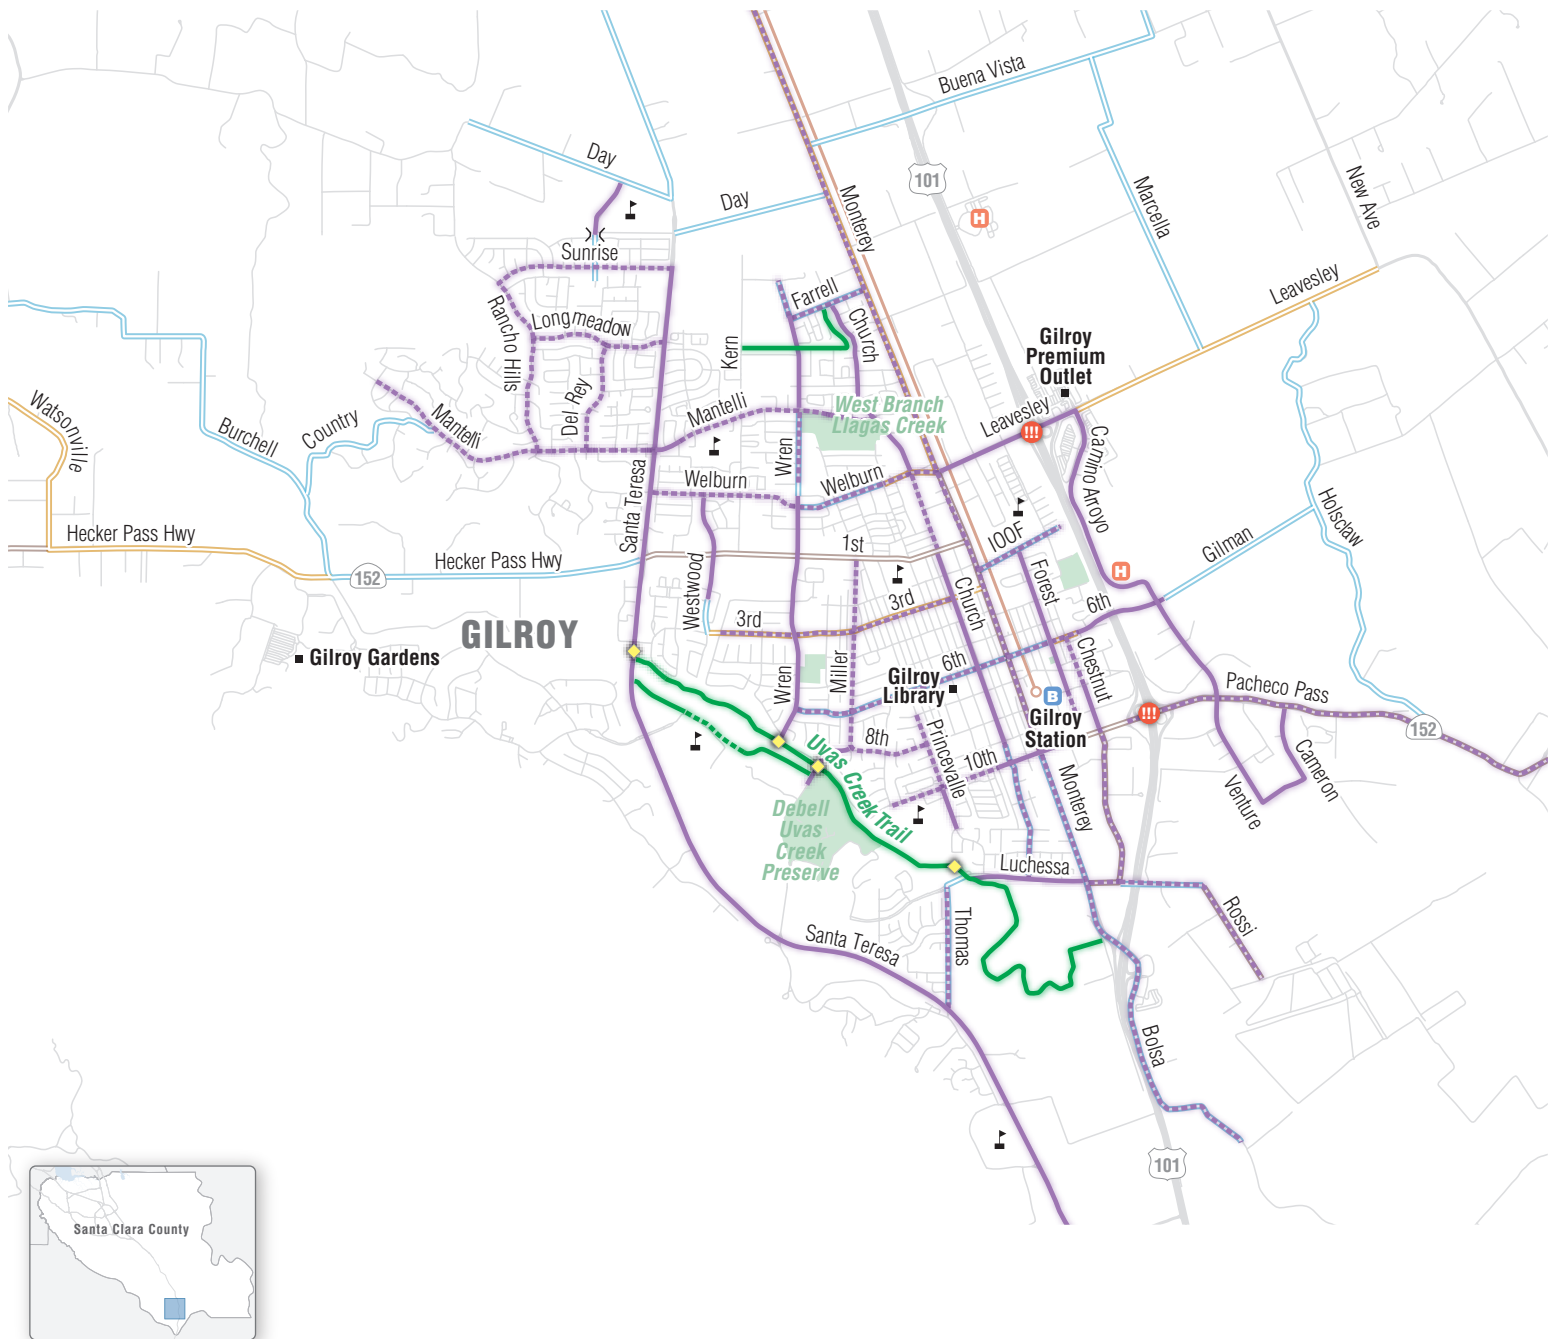 Buena Vista
Day
101
Marcella
New Ave
Day
Monterey
H
Sunrise
Leavesley
Rancho Hills
Longmeadow
Farrell
Church
Kern
Gilroy
Premium
Outlet
Watsonville
Burchell
Country
Mantelli
Del Rey
Mantelli
West Branch
Llagas Creek
Leavesley
!!!
Camino Arroyo
Wren
Welburn
Welburn
Santa Teresa
Holsclaw
Hecker Pass Hwy
152
Hecker Pass Hwy
1st
IOOF
Gilman
Westwood
3rd
3rd
Church
Forest
6th
H
GILROY
Gilroy Gardens
Wren
Miller
Gilroy
Library
6th
Chestnut
B
Gilroy
Station
Pacheco Pass
!!!
152
8th
Princevalle
10th
Monterey
Venture
Cameron
Uvas Creek Trail
Debell
Uvas
Creek
Preserve
Luchessa
Thomas
Rossi
Santa Teresa
Bolsa
101
Santa Clara County